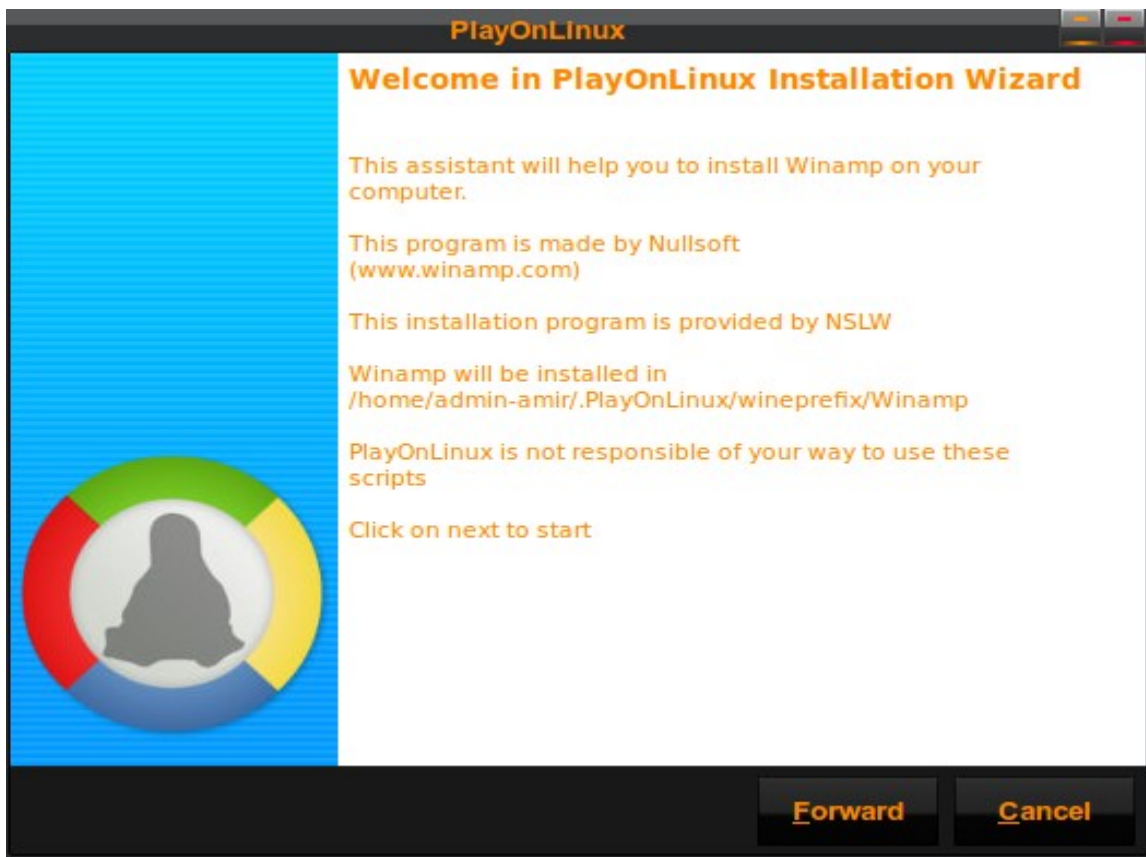 PlayOnLinux
Welcome in PlayOnLinux Installation Wizard
This assistant will help you to install Winamp on your
computer.
This program is made by Nullsoft
(www.winamp.com)
This installation program is provided by NSLW
Winamp will be installed in
/home/admin-amir/.PlayOnLinux/wineprefix/Winamp
PlayOnLinux is not responsible of your way to use these
scripts
Click on next to start
Forward
Cancel